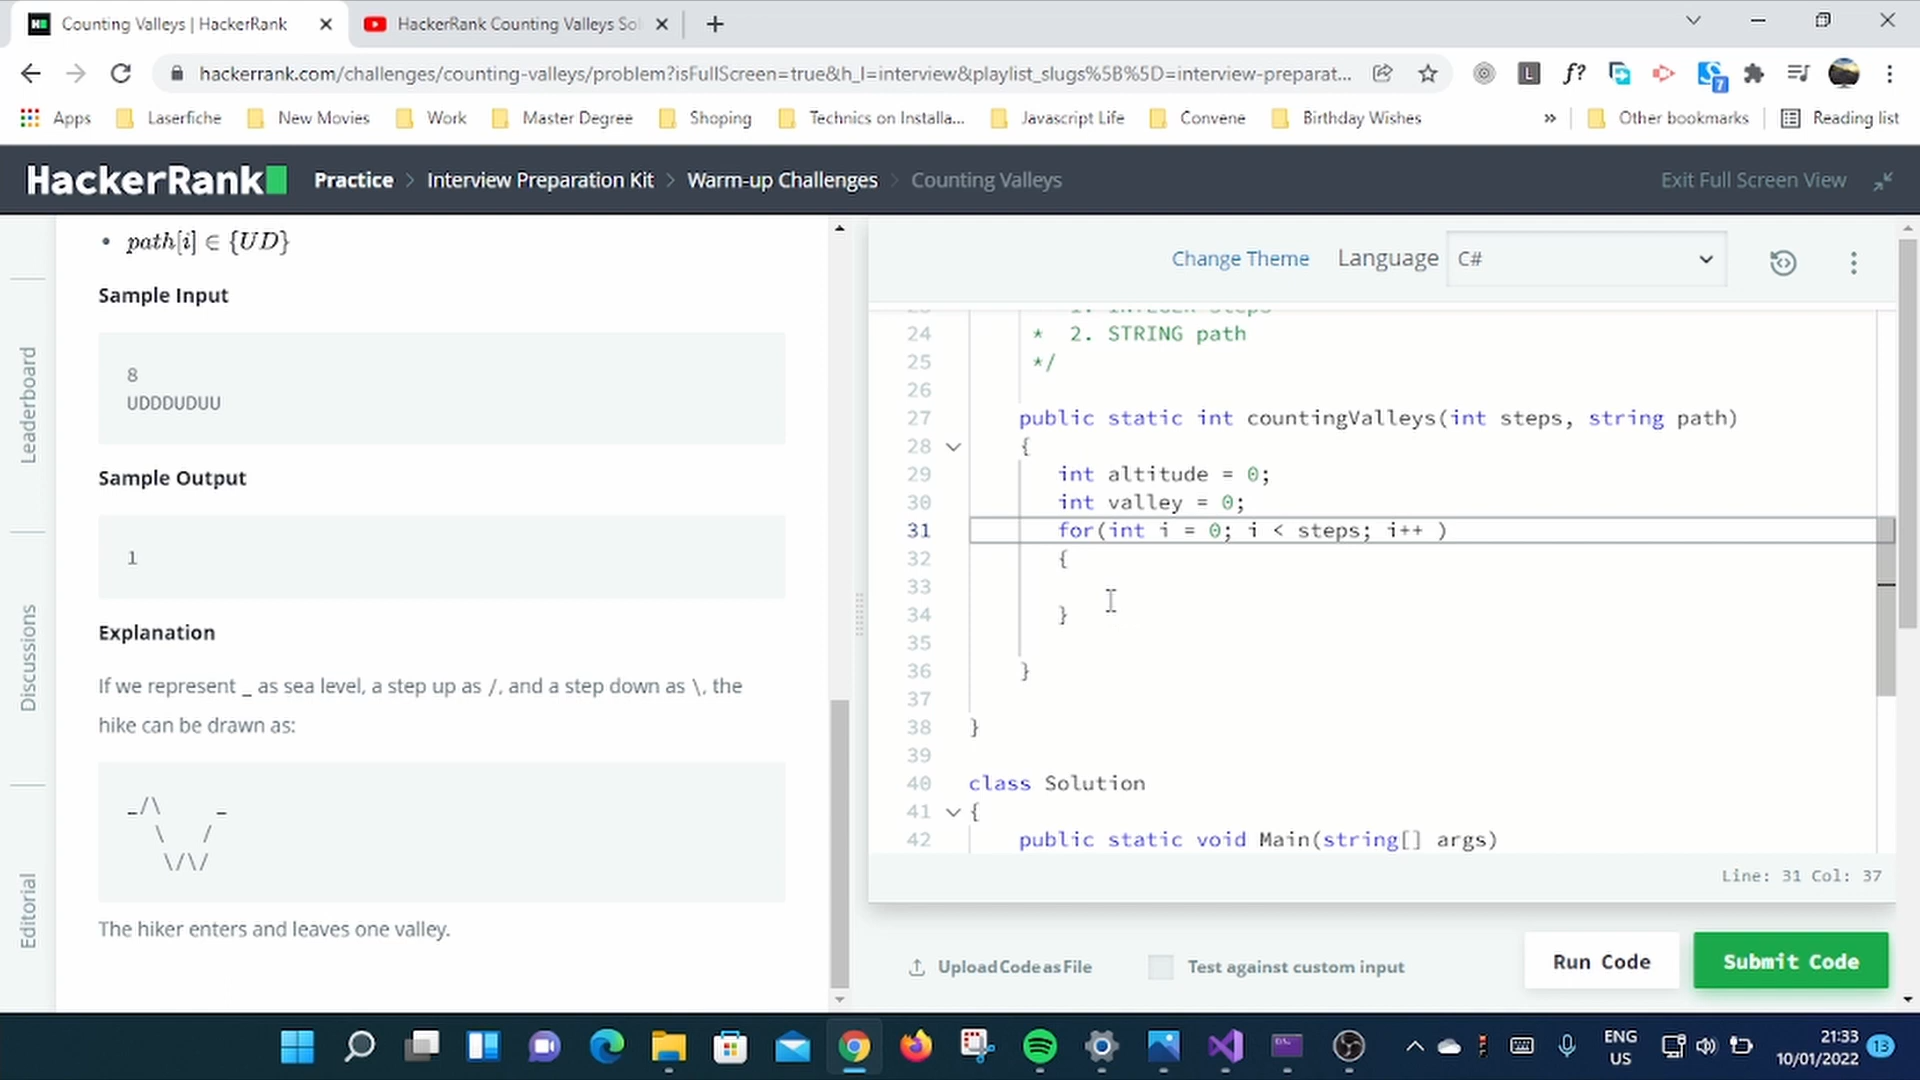 Counting Valleys | HackerRank
HackerRank Counting Valleys Sol
hackerrank.com/challenges/counting-valleys/problem?isFullScreen=true&h_l=interview&playlist_slugs%5B%5D=interview-preparat...
L
f?
7
Apps
Laserfiche
New Movies
Work
Master Degree
Shoping
Technics on Installa...
Javascript Life
Convene
Birthday Wishes
»
Other bookmarks
Reading list
HackerRank
Practice > Interview Preparation Kit > Warm-up Challenges > Counting Valleys
Exit Full Screen View
Leaderboard
Discussions
Editorial
• path[i] ∈ {UD}
Sample Input
8
UDDDUDUU
Sample Output
1
Explanation
If we represent _ as sea level, a step up as /, and a step down as \, the
hike can be drawn as:
_/\      _
   \    /
    \/\/
The hiker enters and leaves one valley.
Change Theme
Language
C#
23 1. INTEGER steps
24 * 2. STRING path
25 */
26
27 public static int countingValleys(int steps, string path)
28 {
29 int altitude = 0;
30 int valley = 0;
31 for(int i = 0; i < steps; i++ )
32 {
33
34 }
35
36 }
37
38 }
39
40 class Solution
41 {
42 public static void Main(string[] args)
Line: 31 Col: 37
Upload Code as File
Test against custom input
Run Code
Submit Code
ENG
US
21:33
10/01/2022
13